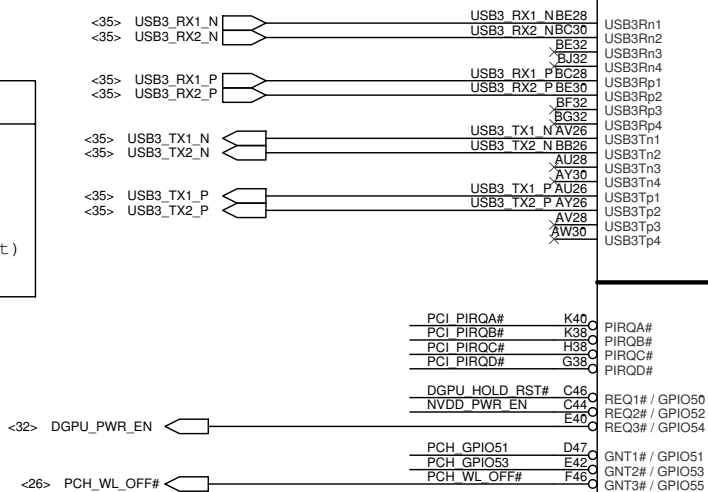 <35> USB3_RX1_N USB3_RX1_N BE28 USB3Rn1
<35> USB3_RX2_N USB3_RX2_N BC30 USB3Rn2
BE32 USB3Rn3
BJ32 USB3Rn4
<35> USB3_RX1_P USB3_RX1_P BC28 USB3Rp1
<35> USB3_RX2_P USB3_RX2_P BE30 USB3Rp2
BF32 USB3Rp3
BG32 USB3Rp4
<35> USB3_TX1_N USB3_TX1_N AV26 USB3Tn1
<35> USB3_TX2_N USB3_TX2_N BB26 USB3Tn2
AU28 USB3Tn3
AY30 USB3Tn4
<35> USB3_TX1_P USB3_TX1_P AU26 USB3Tp1
<35> USB3_TX2_P USB3_TX2_P AY26 USB3Tp2
AV28 USB3Tp3
AW30 USB3Tp4
t)
PCI_PIRQA# K40 PIRQA#
PCI_PIRQB# K38 PIRQB#
PCI_PIRQC# H38 PIRQC#
PCI_PIRQD# G38 PIRQD#
DGPU_HOLD_RST# C46 REQ1# / GPIO50
NVDD_PWR_EN C44 REQ2# / GPIO52
<32> DGPU_PWR_EN E40 REQ3# / GPIO54
PCH_GPIO51 D47 GNT1# / GPIO51
PCH_GPIO53 E42 GNT2# / GPIO53
<26> PCH_WL_OFF# PCH_WL_OFF# F46 GNT3# / GPIO55